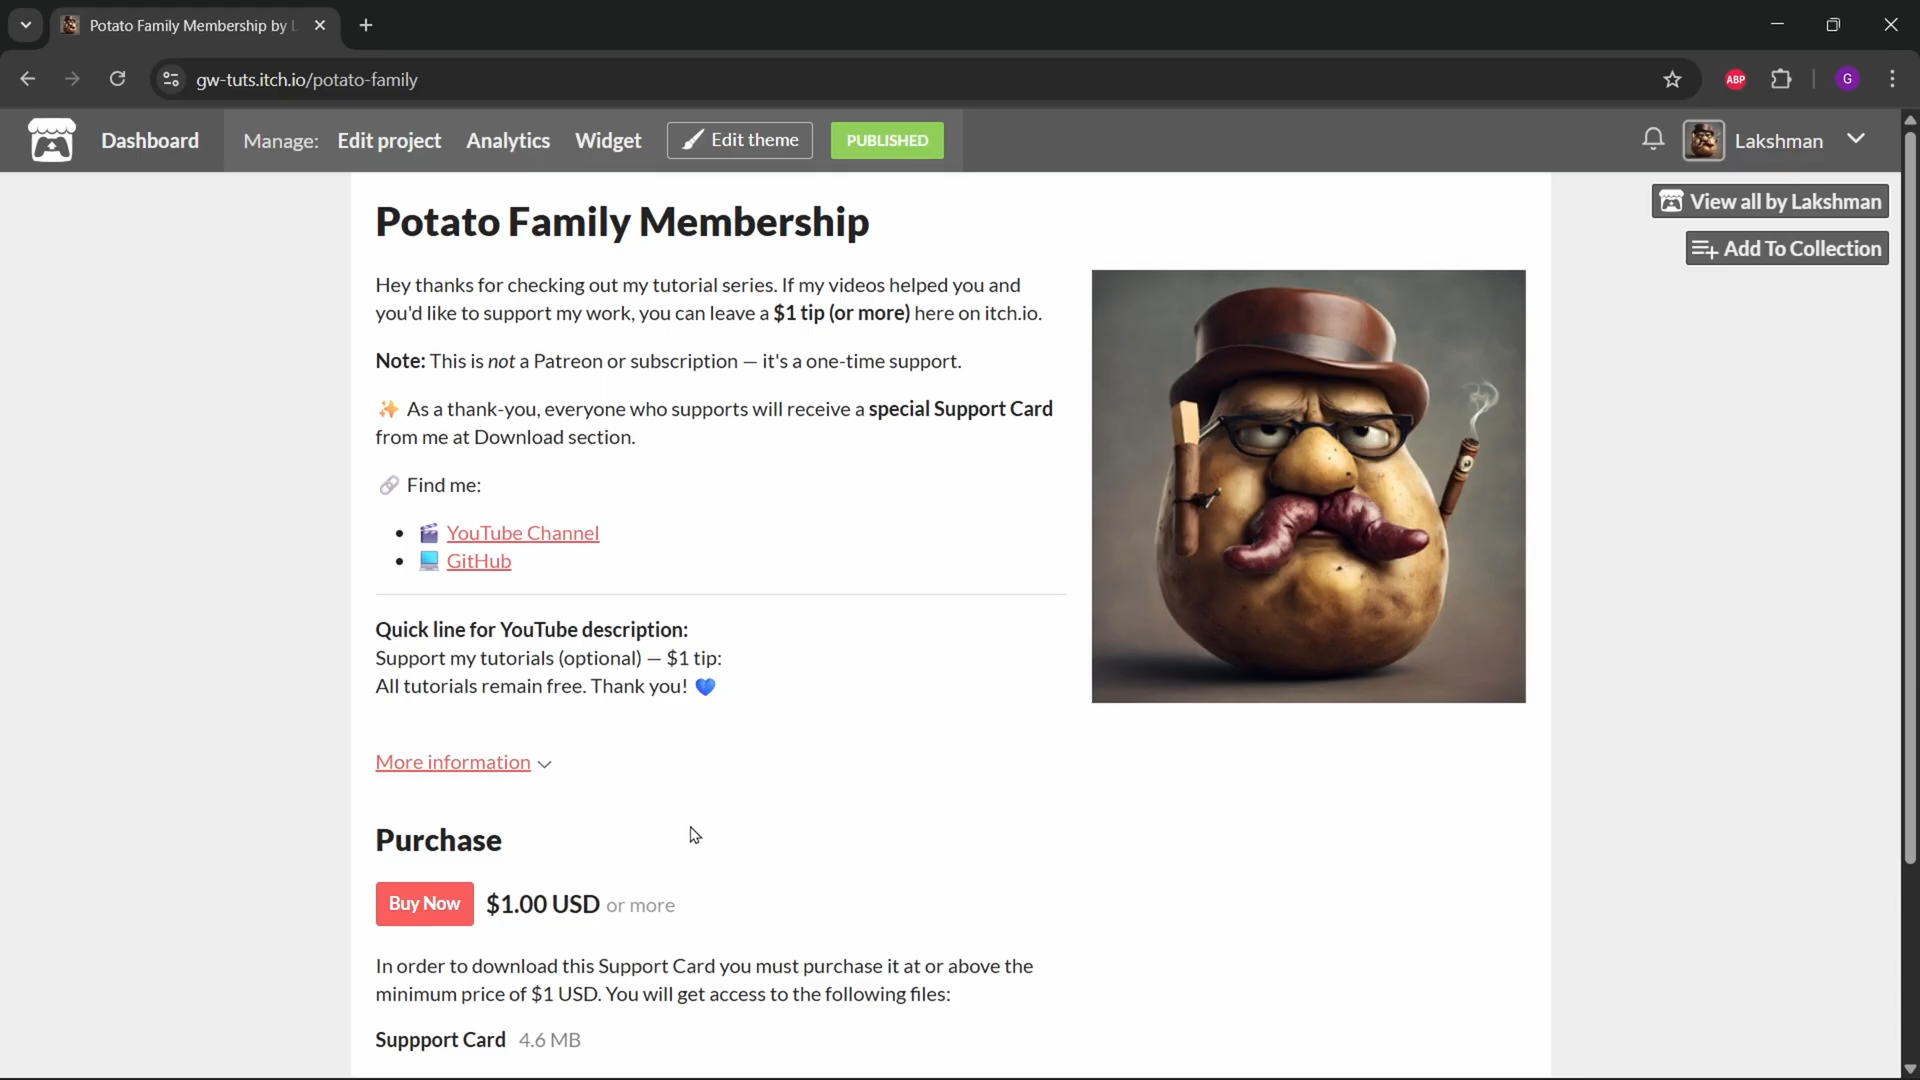 Potato Family Membership by L
gw-tuts.itch.io/potato-family
ABP
G
Dashboard
Manage:
Edit project
Analytics
Widget
Edit theme
PUBLISHED
Lakshman
View all by Lakshman
Add To Collection
Potato Family Membership
Hey thanks for checking out my tutorial series. If my videos helped you and
you'd like to support my work, you can leave a $1 tip (or more) here on itch.io.
Note: This is not a Patreon or subscription — it's a one-time support.
✨ As a thank-you, everyone who supports will receive a special Support Card
from me at Download section.
🔗 Find me:
• 🎬 YouTube Channel
• 💻 GitHub
Quick line for YouTube description:
Support my tutorials (optional) — $1 tip:
All tutorials remain free. Thank you! 💙
More information
Purchase
Buy Now
$1.00 USD or more
In order to download this Support Card you must purchase it at or above the
minimum price of $1 USD. You will get access to the following files:
Suppport Card 4.6 MB